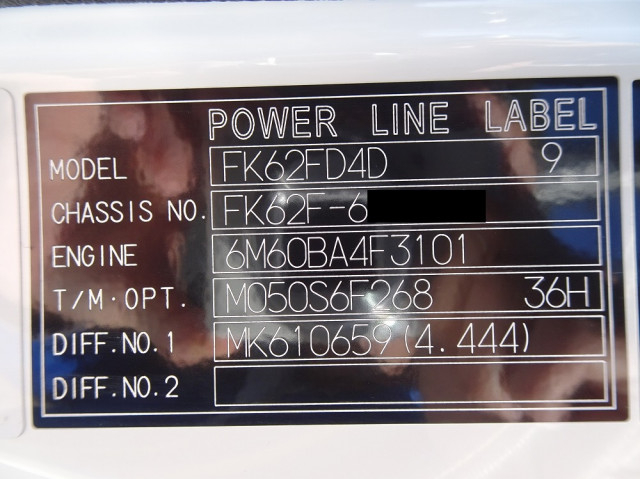 POWER LINE LABEL
MODEL FK62FD4D 9
CHASSIS NO. FK62F-6
ENGINE 6M60BA4F3101
T/M·OPT. M050S6F268 36H
DIFF.NO.1 MK610659(4.444)
DIFF.NO.2